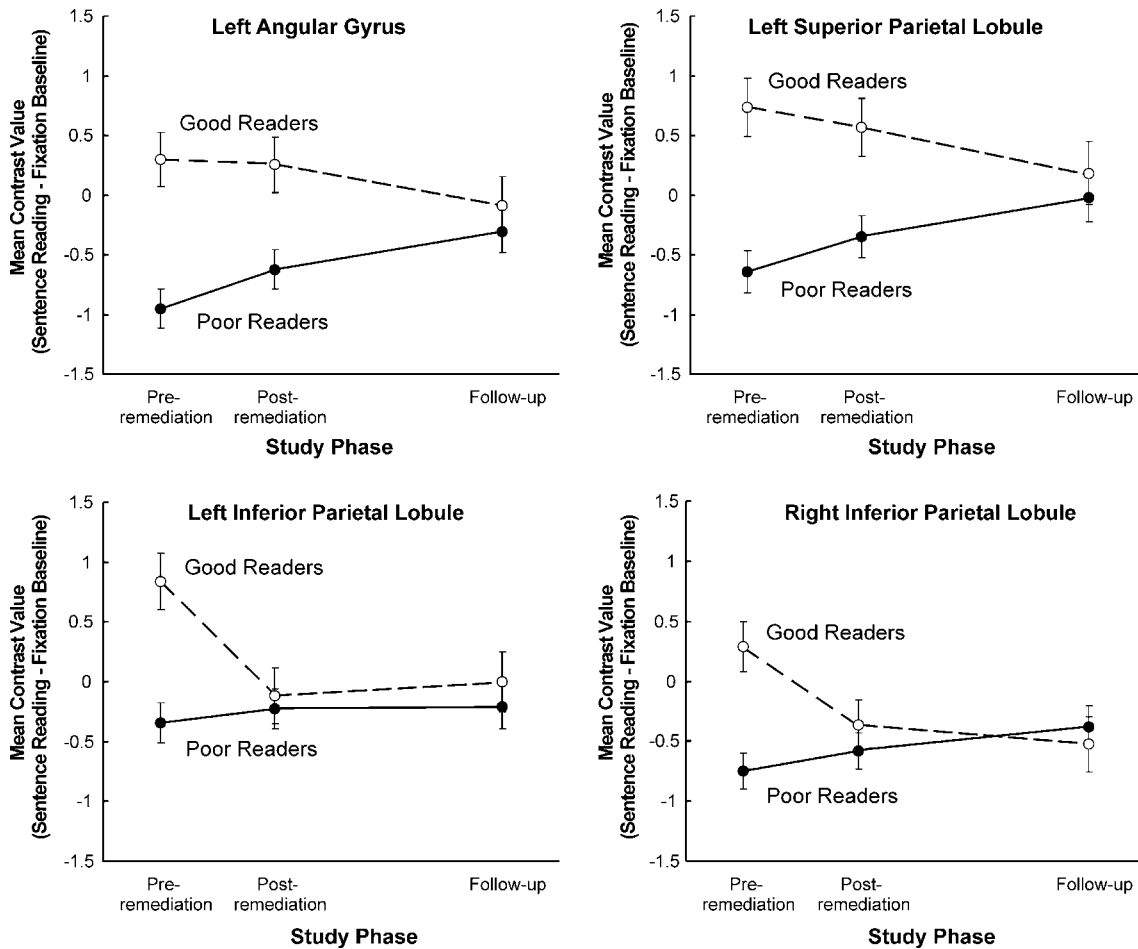 Left Angular Gyrus
Mean Contrast Value
(Sentence Reading - Fixation Baseline)
1.5
1
0.5
0
-0.5
-1
-1.5
Good Readers
Poor Readers
Pre-
remediation
Post-
remediation
Follow-up
Study Phase
Left Superior Parietal Lobule
Mean Contrast Value
(Sentence Reading - Fixation Baseline)
1.5
1
0.5
0
-0.5
-1
-1.5
Good Readers
Poor Readers
Pre-
remediation
Post-
remediation
Follow-up
Study Phase
Left Inferior Parietal Lobule
Mean Contrast Value
(Sentence Reading - Fixation Baseline)
1.5
1
0.5
0
-0.5
-1
-1.5
Good Readers
Poor Readers
Pre-
remediation
Post-
remediation
Follow-up
Study Phase
Right Inferior Parietal Lobule
Mean Contrast Value
(Sentence Reading - Fixation Baseline)
1.5
1
0.5
0
-0.5
-1
-1.5
Good Readers
Poor Readers
Pre-
remediation
Post-
remediation
Follow-up
Study Phase